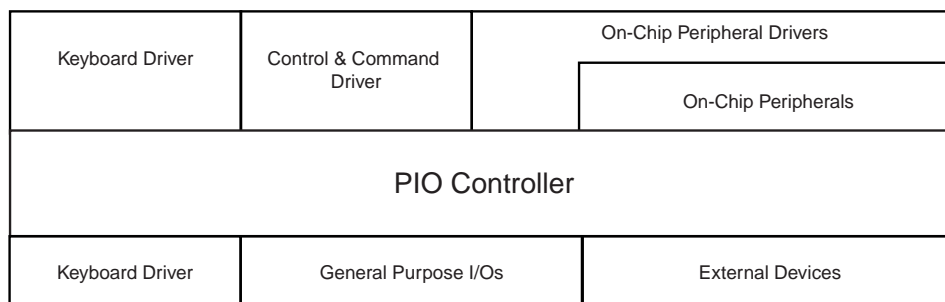 Keyboard Driver
Control & Command
Driver
On-Chip Peripheral Drivers
On-Chip Peripherals
PIO Controller
Keyboard Driver
General Purpose I/Os
External Devices